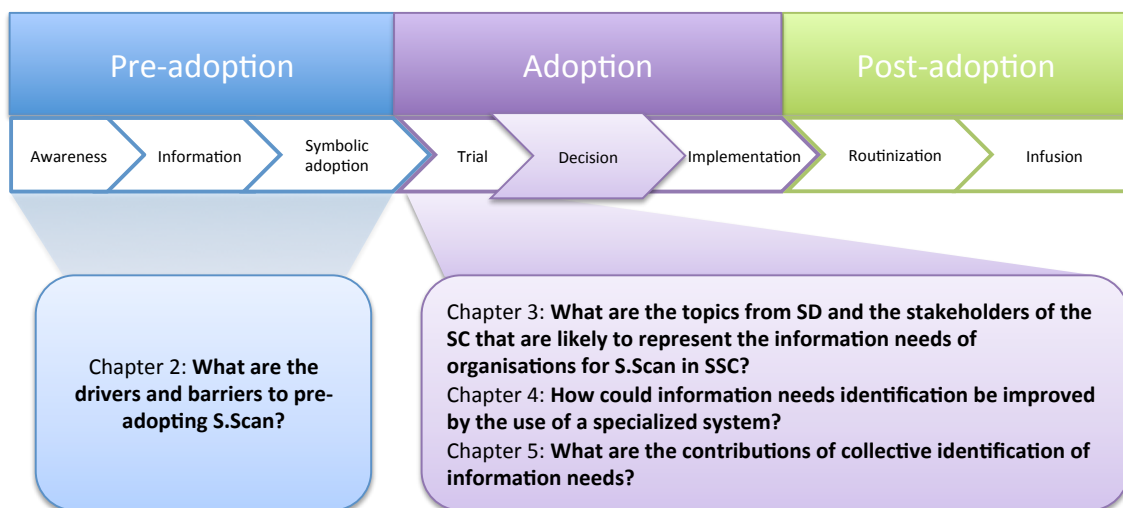 Pre-adoption
Adoption
Post-adoption
Awareness
Information
Symbolic
adoption
Trial
Decision
Implementation
Routinization
Infusion
Chapter 2: What are the
drivers and barriers to pre-
adopting S.Scan?
Chapter 3: What are the topics from SD and the stakeholders of the
SC that are likely to represent the information needs of
organisations for S.Scan in SSC?
Chapter 4: How could information needs identification be improved
by the use of a specialized system?
Chapter 5: What are the contributions of collective identification of
information needs?